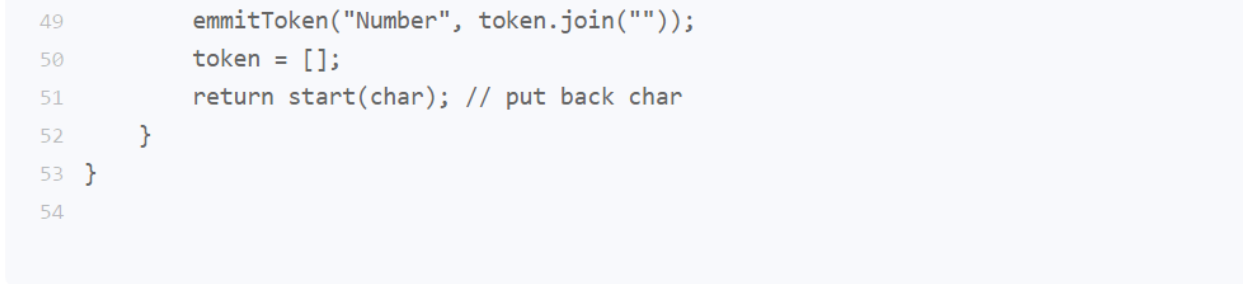 49 emmitToken("Number", token.join(""));
50 token = [];
51 return start(char); // put back char
52 }
53 }
54